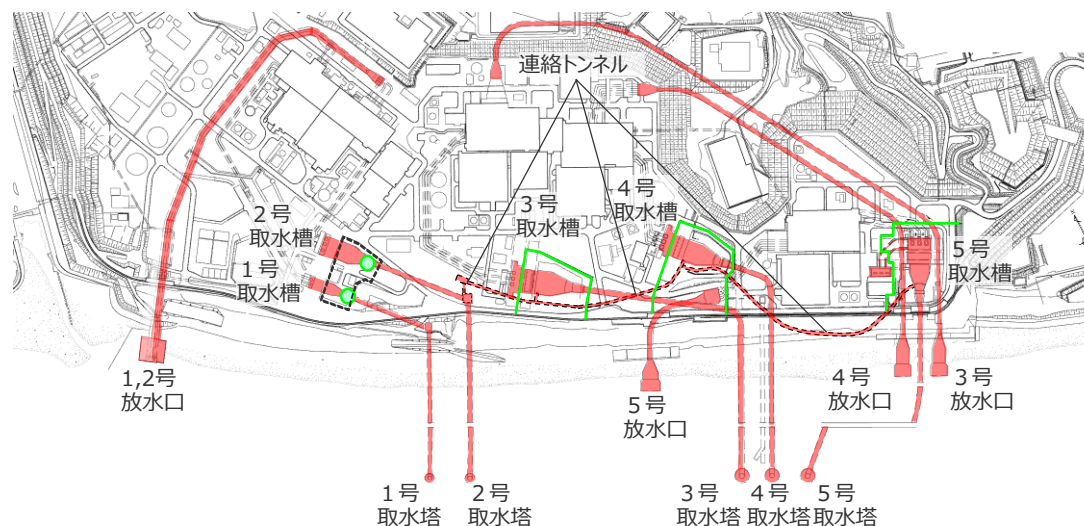 連絡トンネル
2号
取水槽
1号
取水槽
3号
取水槽
4号
取水槽
5号
取水槽
1,2号
放水口
5号
放水口
4号
放水口
3号
放水口
1号
取水塔
2号
取水塔
3号
取水塔
4号
取水塔
5号
取水塔